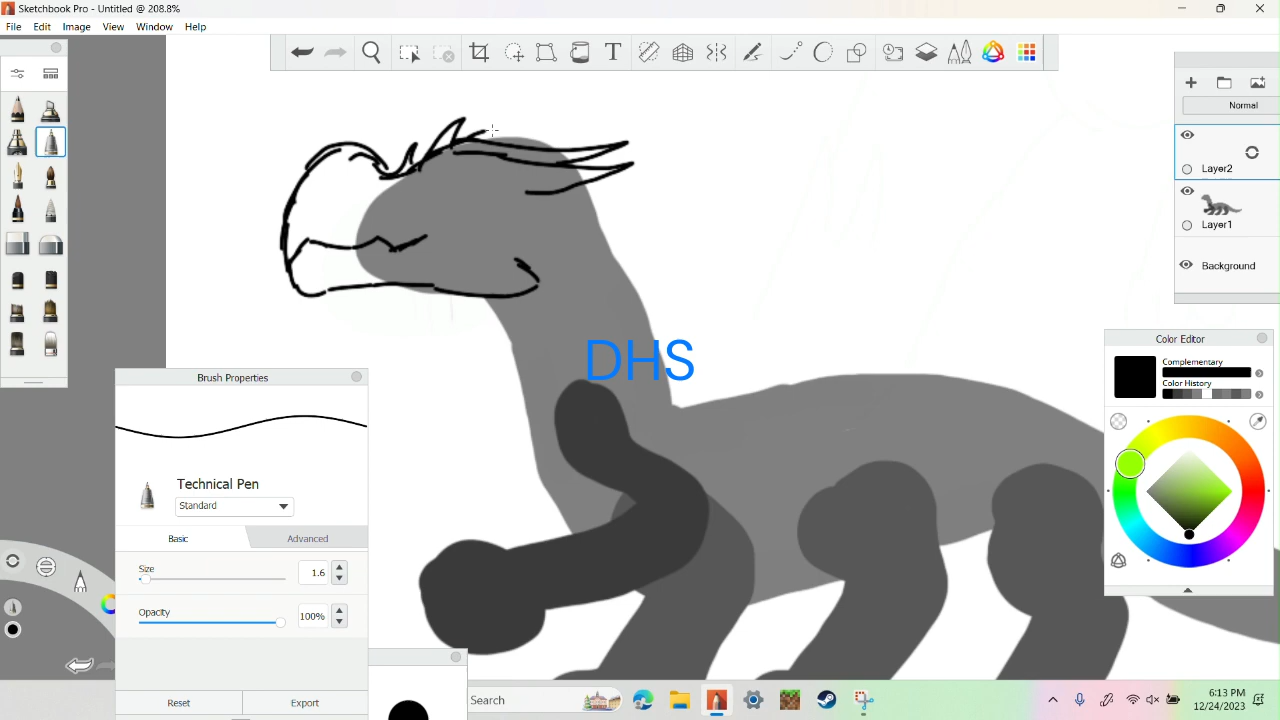 Sketchbook Pro - Untitled @ 208.8%
File Edit Image View Window Help
T
Normal
Layer2
Layer1
Background
DHS
Brush Properties
Technical Pen
Standard
Basic Advanced
Size
1.6
Opacity
100%
Reset Export
Color Editor
Complementary
Color History
Search
6:13 PM
12/24/2023